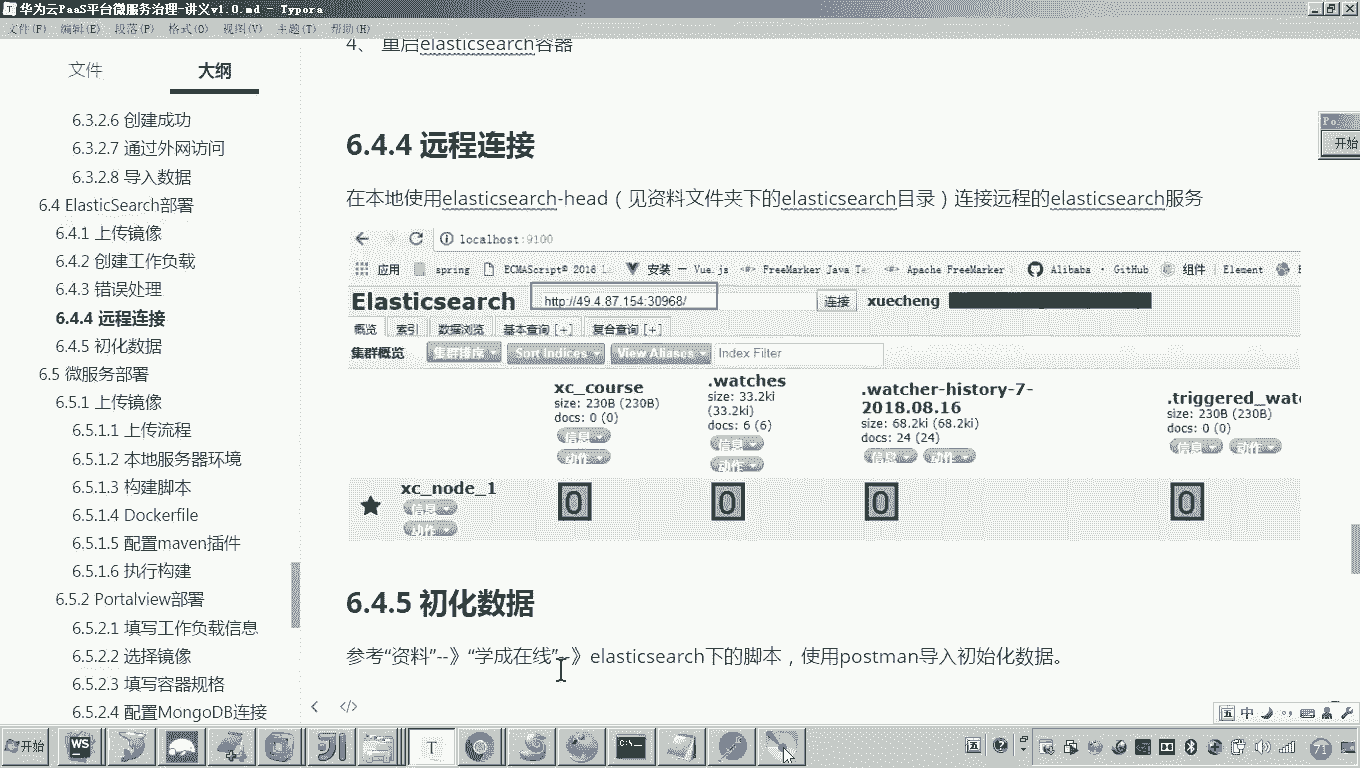 华为云PaaS平台微服务治理-讲义v1.0.md - Typora
文件(F) 编辑(E) 段落(P) 格式(O) 视图(V) 主题(T) 帮助(H)
文件 大纲
6.3.2.6 创建成功
6.3.2.7 通过外网访问
6.3.2.8 导入数据
6.4 ElasticSearch部署
6.4.1 上传镜像
6.4.2 创建工作负载
6.4.3 错误处理
6.4.4 远程连接
6.4.5 初化数据
6.5 微服务部署
6.5.1 上传镜像
6.5.1.1 上传流程
6.5.1.2 本地服务器环境
6.5.1.3 构建脚本
6.5.1.4 Dockerfile
6.5.1.5 配置maven插件
6.5.1.6 执行构建
6.5.2 Portalview部署
6.5.2.1 填写工作负载信息
6.5.2.2 选择镜像
6.5.2.3 填写容器规格
6.5.2.4 配置MongoDB连接
4、 重启elasticsearch容器
6.4.4 远程连接
在本地使用elasticsearch-head（见资料文件夹下的elasticsearch目录）连接远程的elasticsearch服务
localhost:9100
应用 spring ECMAScript® 2016 L 安装 — Vue.js FreeMarker Java Te Apache FreeMarker Alibaba · GitHub 组件 | Element
Elasticsearch http://49.4.87.154:30968/ 连接 xuecheng
概览 索引 数据浏览 基本查询 [+] 复合查询 [+]
集群概览 集群排序 Sort Indices View Aliases Index Filter
xc_course
size: 230B (230B)
docs: 0 (0)
信息
动作
.watches
size: 33.2ki
(33.2ki)
docs: 6 (6)
信息
动作
.watcher-history-7-
2018.08.16
size: 68.2ki (68.2ki)
docs: 24 (24)
信息 动作
.triggered_wat
size: 230B (230B)
docs: 0 (0)
信息 动作
xc_node_1
信息
动作
0 0 0 0
6.4.5 初化数据
参考“资料”--》“学成在线”--》elasticsearch下的脚本，使用postman导入初始化数据。
Po.
开始
五 中
开始 WS T C:\ 五 71